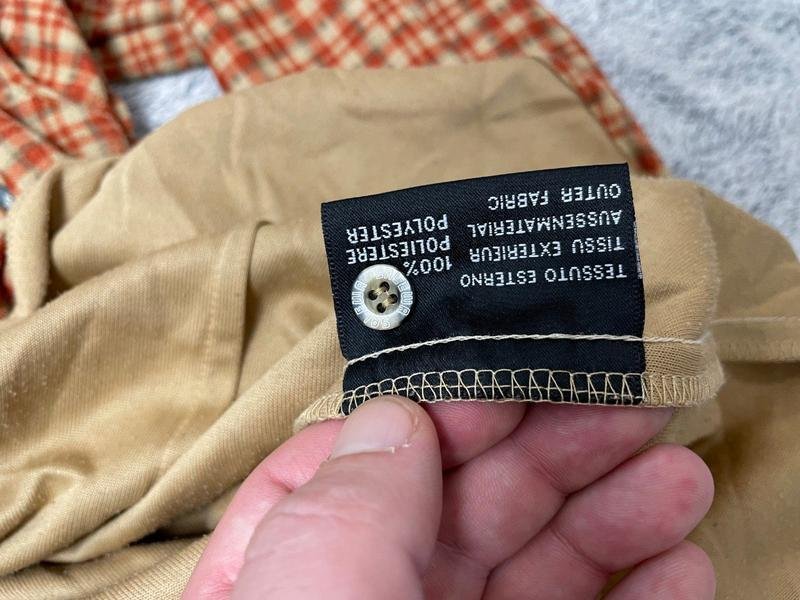 TESSUTO ESTERNO
TISSU EXTERIEUR
AUSSENMATERIAL
OUTER FABRIC
100%
POLIESTERE
POLYESTER